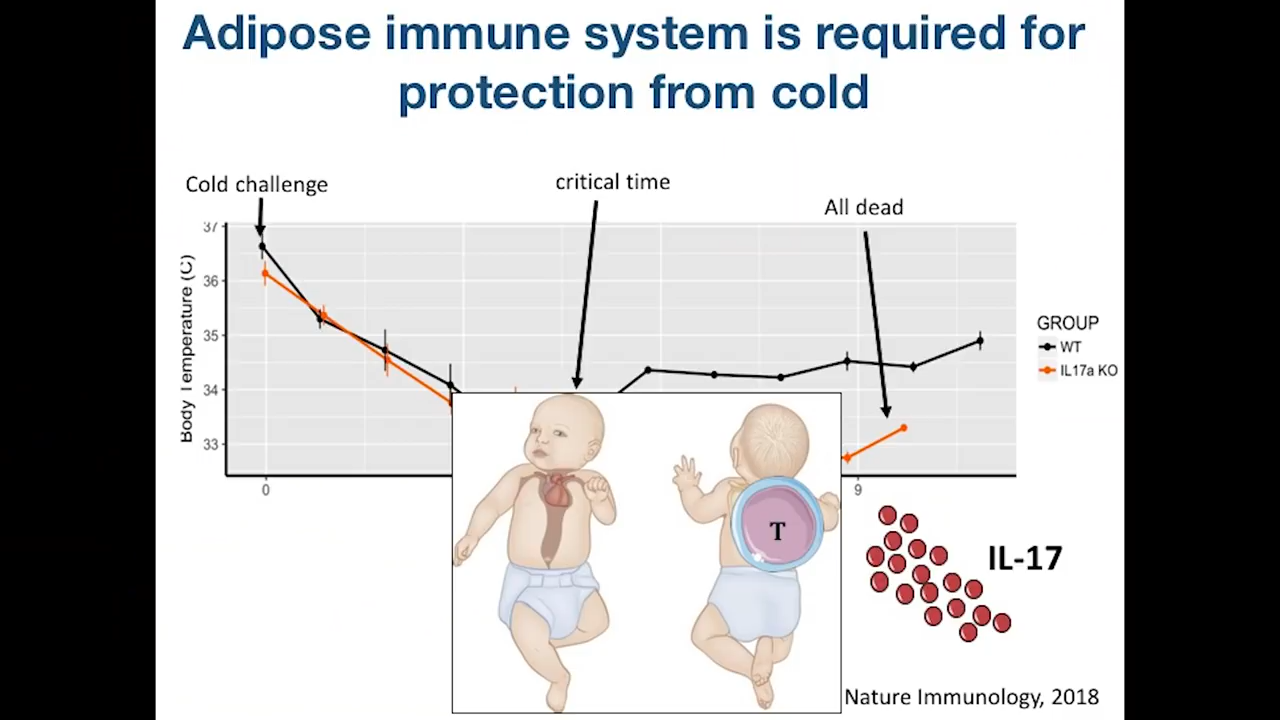 Adipose immune system is required for
protection from cold
Cold challenge
critical time
All dead
37
36
35
34
33
Body Temperature (C)
0
9
GROUP
WT
IL17a KO
T
IL-17
Nature Immunology, 2018